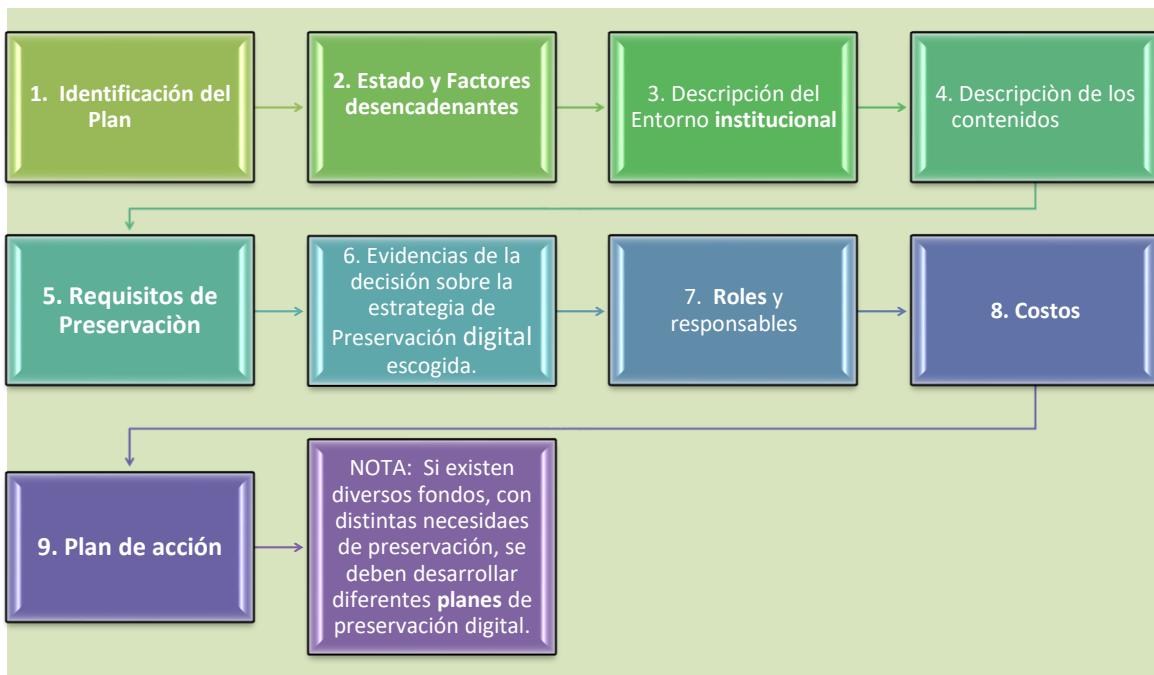 1. Identificación del
Plan
2. Estado y Factores
desencadenantes
3. Descripción del
Entorno institucional
4. Descripciòn de los
contenidos
5. Requisitos de
Preservaciòn
6. Evidencias de la
decisión sobre la
estrategia de
Preservación digital
escogida.
7. Roles y
responsables
8. Costos
9. Plan de acción
NOTA: Si existen
diversos fondos, con
distintas necesidaes
de preservación, se
deben desarrollar
diferentes planes de
preservación digital.